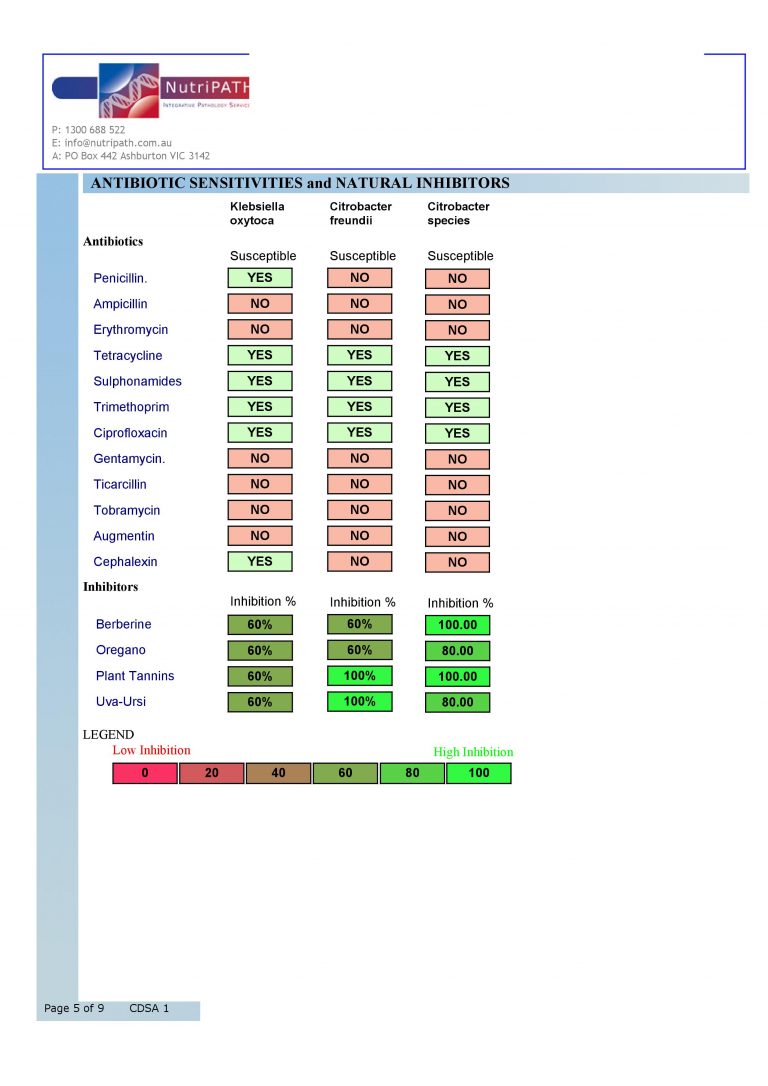 NutriPATH
INTEGRATIVE PATHOLOGY SERVIC
P: 1300 688 522
E: info@nutripath.com.au
A: PO Box 442 Ashburton VIC 3142
ANTIBIOTIC SENSITIVITIES and NATURAL INHIBITORS
Klebsiella oxytoca Citrobacter freundii Citrobacter species
Antibiotics
Susceptible Susceptible Susceptible
Penicillin. YES NO NO
Ampicillin NO NO NO
Erythromycin NO NO NO
Tetracycline YES YES YES
Sulphonamides YES YES YES
Trimethoprim YES YES YES
Ciprofloxacin YES YES YES
Gentamycin. NO NO NO
Ticarcillin NO NO NO
Tobramycin NO NO NO
Augmentin NO NO NO
Cephalexin YES NO NO
Inhibitors
Inhibition % Inhibition % Inhibition %
Berberine 60% 60% 100.00
Oregano 60% 60% 80.00
Plant Tannins 60% 100% 100.00
Uva-Ursi 60% 100% 80.00
LEGEND
Low Inhibition High Inhibition
0 20 40 60 80 100
Page 5 of 9 CDSA 1